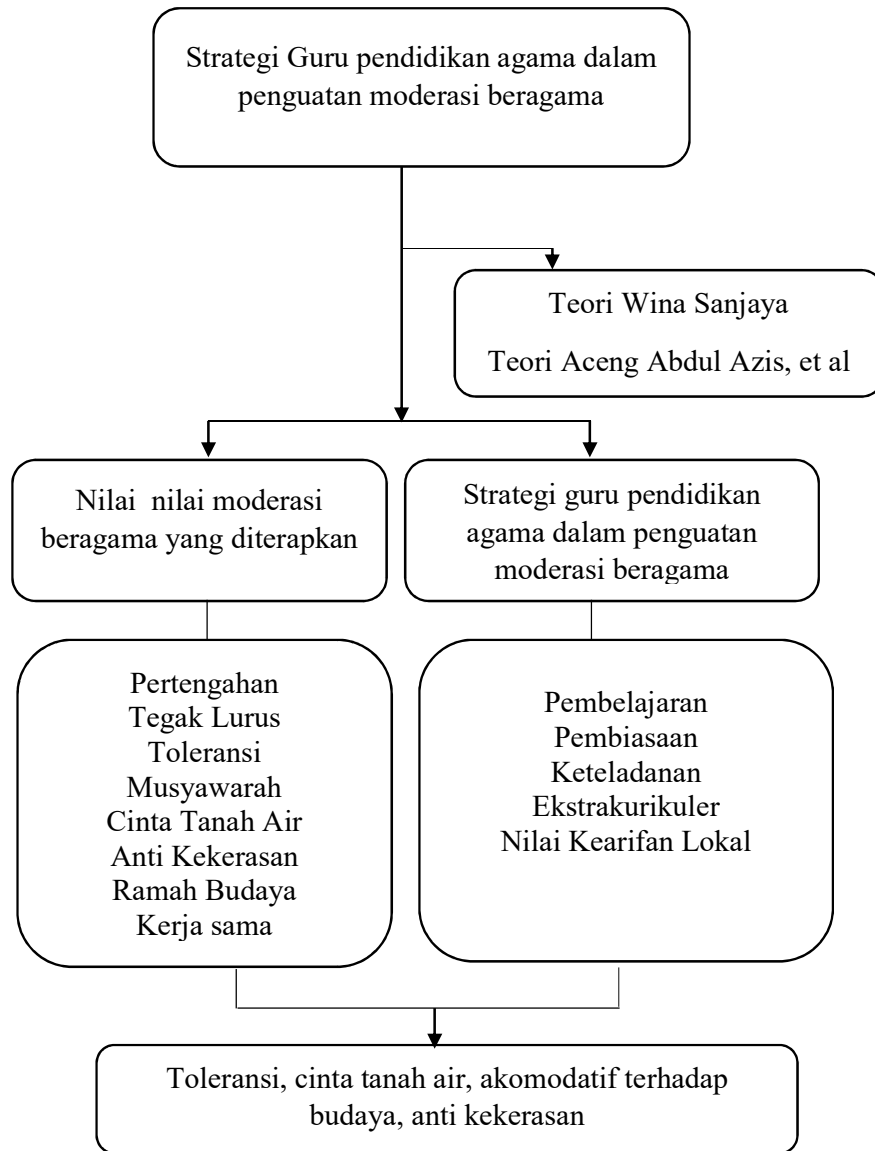 Strategi Guru pendidikan agama dalam
penguatan moderasi beragama
Teori Wina Sanjaya
Teori Aceng Abdul Azis, et al
Nilai  nilai moderasi
beragama yang diterapkan
Strategi guru pendidikan
agama dalam penguatan
moderasi beragama
Pertengahan
Tegak Lurus
Toleransi
Musyawarah
Cinta Tanah Air
Anti Kekerasan
Ramah Budaya
Kerja sama
Pembelajaran
Pembiasaan
Keteladanan
Ekstrakurikuler
Nilai Kearifan Lokal
Toleransi, cinta tanah air, akomodatif terhadap
budaya, anti kekerasan